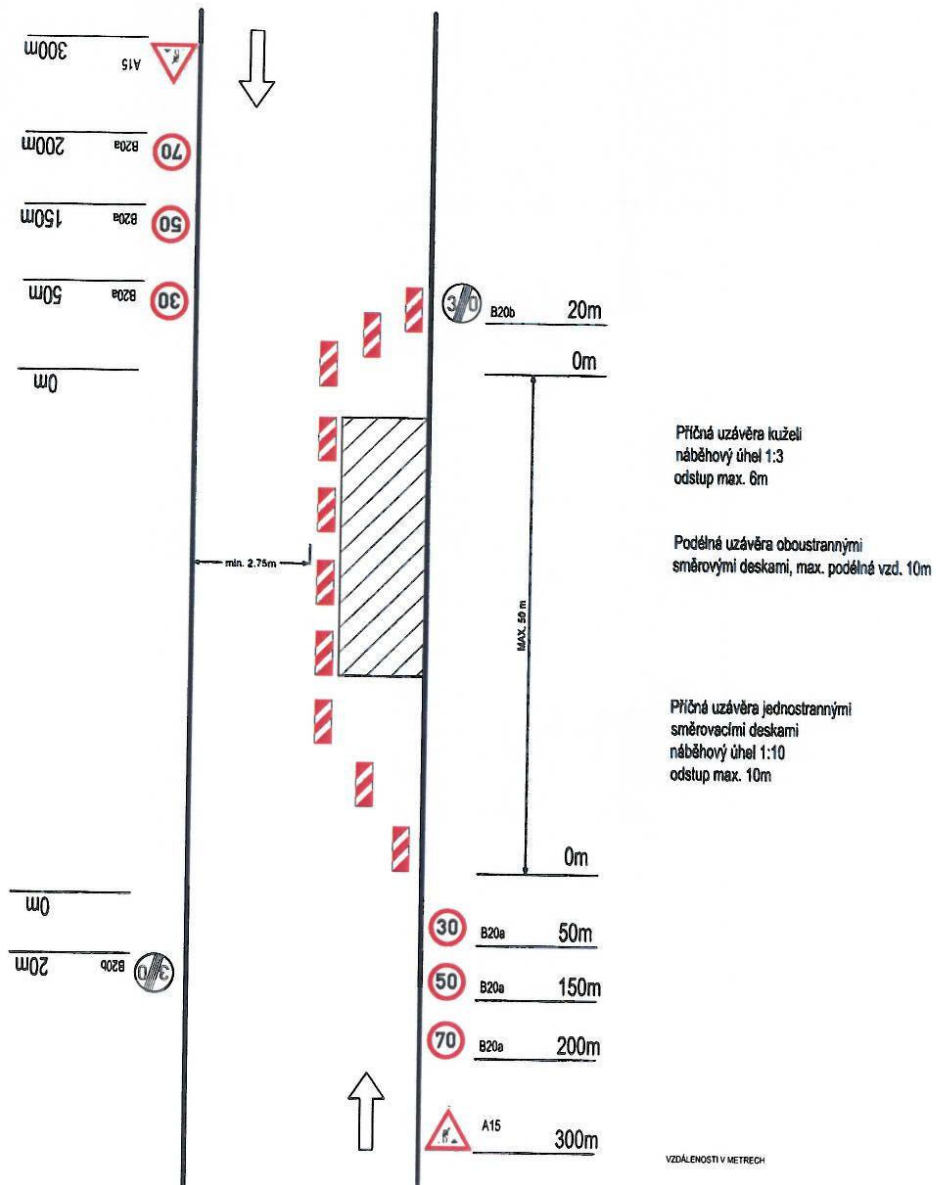 300m
A15
200m
B20a
70
150m
B20a
50
50m
B20a
30
0m
30
B20b
20m
0m
Příčná uzávěra kuželi
náběhový úhel 1:3
odstup max. 6m
Podélná uzávěra oboustrannými
směrovými deskami, max. podélná vzd. 10m
min. 2.75m
MAX. 50 m
Příčná uzávěra jednostrannými
směrovacími deskami
náběhový úhel 1:10
odstup max. 10m
0m
0m
20m
B20b
30
30
B20a
50m
50
B20a
150m
70
B20a
200m
A15
300m
VZDÁLENOSTI V METRECH